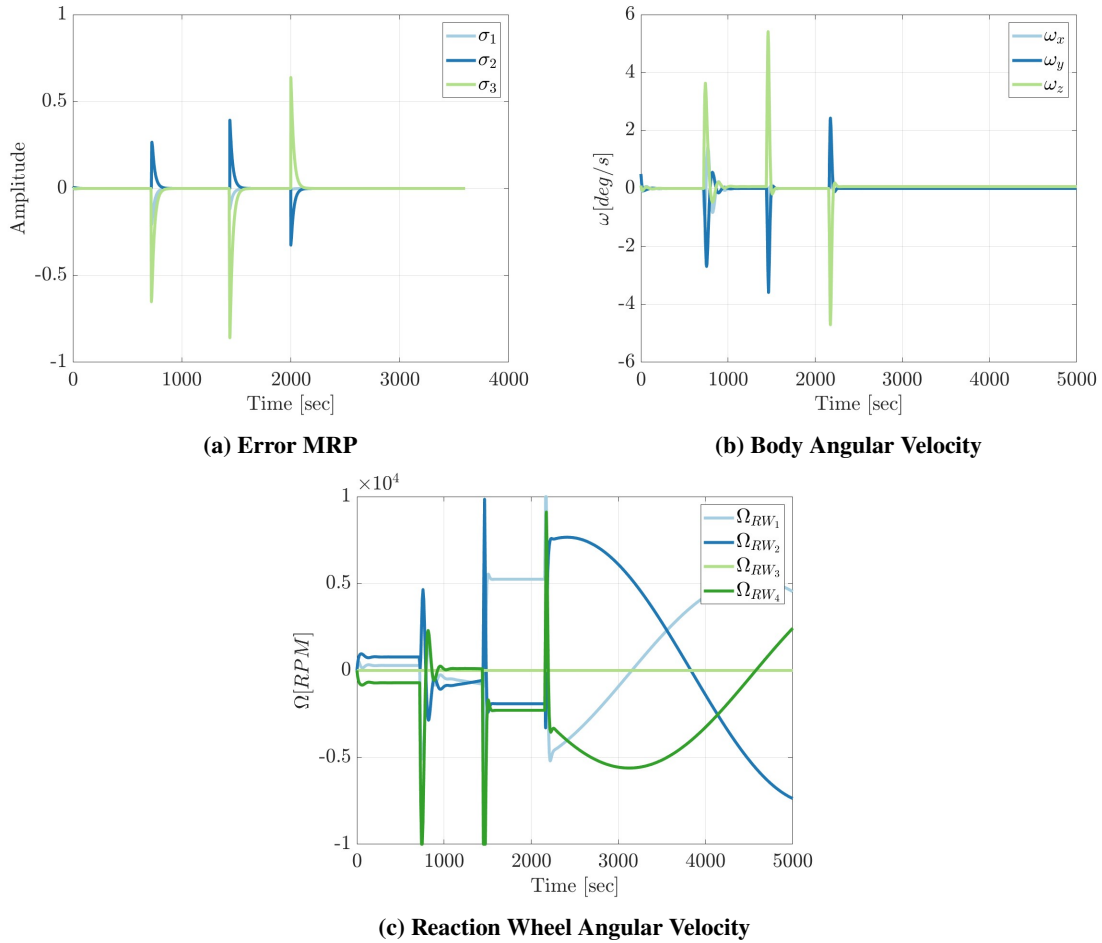 1
0.5
0
-0.5
-1
Amplitude
σ1
σ2
σ3
0
1000
2000
3000
4000
Time [sec]
(a) Error MRP
6
4
2
0
-2
-4
-6
ω[deg/s]
ωx
ωy
ωz
0
1000
2000
3000
4000
5000
Time [sec]
(b) Body Angular Velocity
×10^4
1
0.5
0
-0.5
-1
Ω[RPM]
ΩRW1
ΩRW2
ΩRW3
ΩRW4
0
1000
2000
3000
4000
5000
Time [sec]
(c) Reaction Wheel Angular Velocity